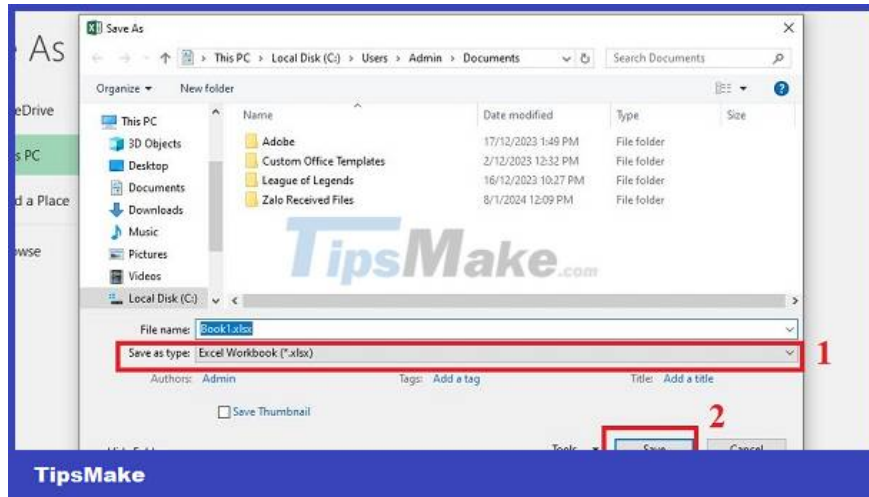 Save As
As
This PC > Local Disk (C:) > Users > Admin > Documents
Search Documents
Organize
New folder
eDrive
s PC
d a Place
owse
This PC
3D Objects
Desktop
Documents
Downloads
Music
Pictures
Videos
Local Disk (C:)
Name Date modified Type Size
Adobe 17/12/2023 1:49 PM File folder
Custom Office Templates 2/12/2023 12:32 PM File folder
League of Legends 16/12/2023 10:27 PM File folder
Zalo Received Files 8/1/2024 12:09 PM File folder
TipsMake.com
File name: Book1.xlsx
Save as type: Excel Workbook (*.xlsx)
1
Authors: Admin Tags: Add a tag Title: Add a title
Save Thumbnail
2
Tools Save Cancel
TipsMake